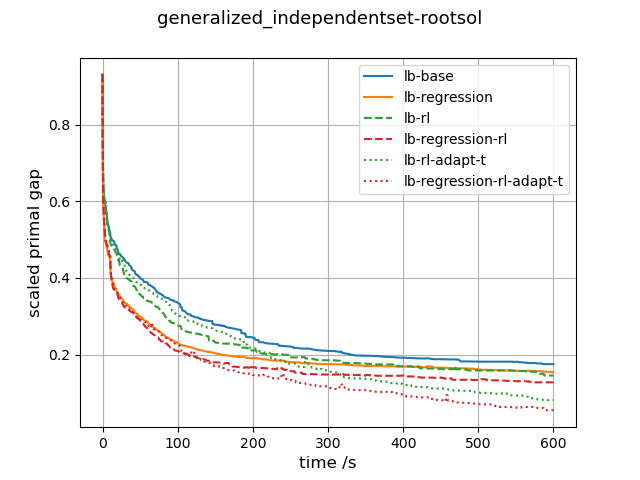 generalized_independentset-rootsol
lb-base
lb-regression
lb-rl
lb-regression-rl
lb-rl-adapt-t
lb-regression-rl-adapt-t
scaled primal gap
0.8
0.6
0.4
0.2
0 100 200 300 400 500 600
time /s